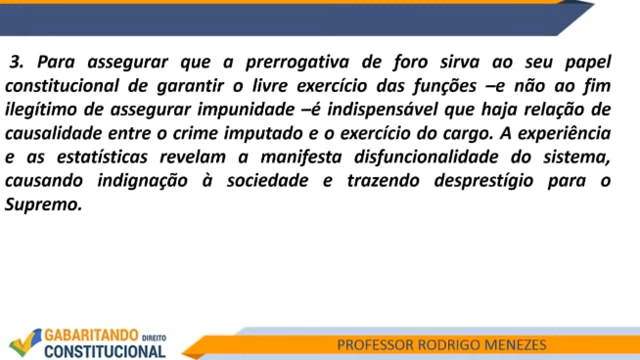 3. Para assegurar que a prerrogativa de foro sirva ao seu papel
constitucional de garantir o livre exercício das funções –e não ao fim
ilegítimo de assegurar impunidade –é indispensável que haja relação de
causalidade entre o crime imputado e o exercício do cargo. A experiência
e as estatísticas revelam a manifesta disfuncionalidade do sistema,
causando indignação à sociedade e trazendo desprestígio para o
Supremo.
GABARITANDO DIREITO
CONSTITUCIONAL
PROFESSOR RODRIGO MENEZES